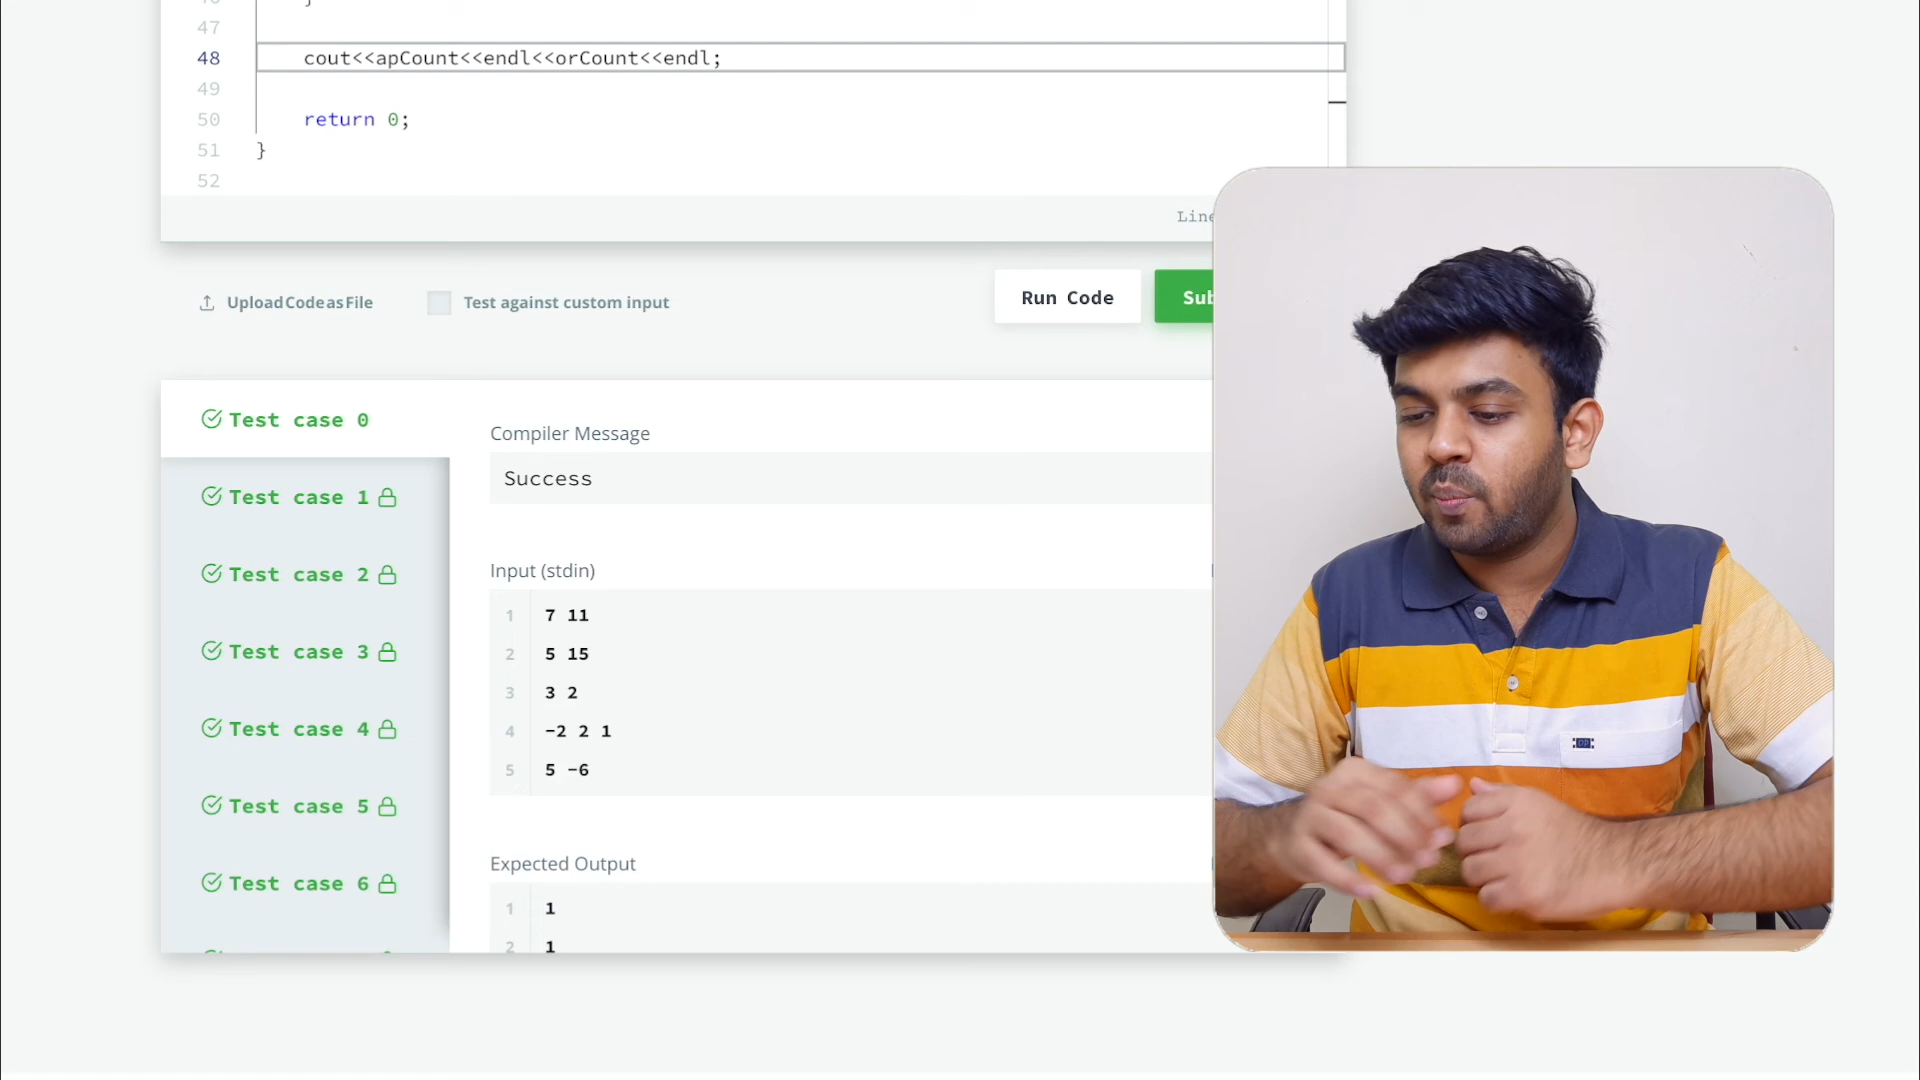 47
48 cout<<apCount<<endl<<orCount<<endl;
49
50 return 0;
51 }
52
Line
Upload Code as File
Test against custom input
Run Code
Sub
Test case 0
Test case 1
Test case 2
Test case 3
Test case 4
Test case 5
Test case 6
Compiler Message
Success
Input (stdin)
1 7 11
2 5 15
3 3 2
4 -2 2 1
5 5 -6
Expected Output
1 1
2 1